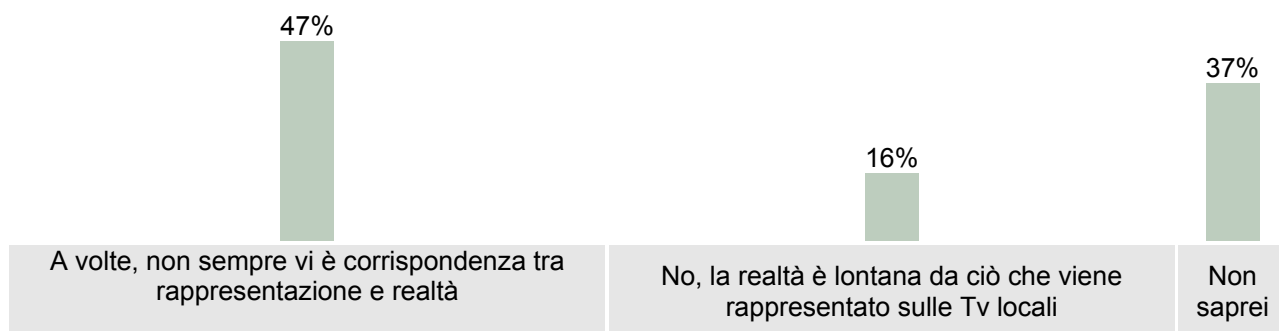 47%
37%
16%
A volte, non sempre vi è corrispondenza tra
rappresentazione e realtà
No, la realtà è lontana da ciò che viene
rappresentato sulle Tv locali
Non
saprei